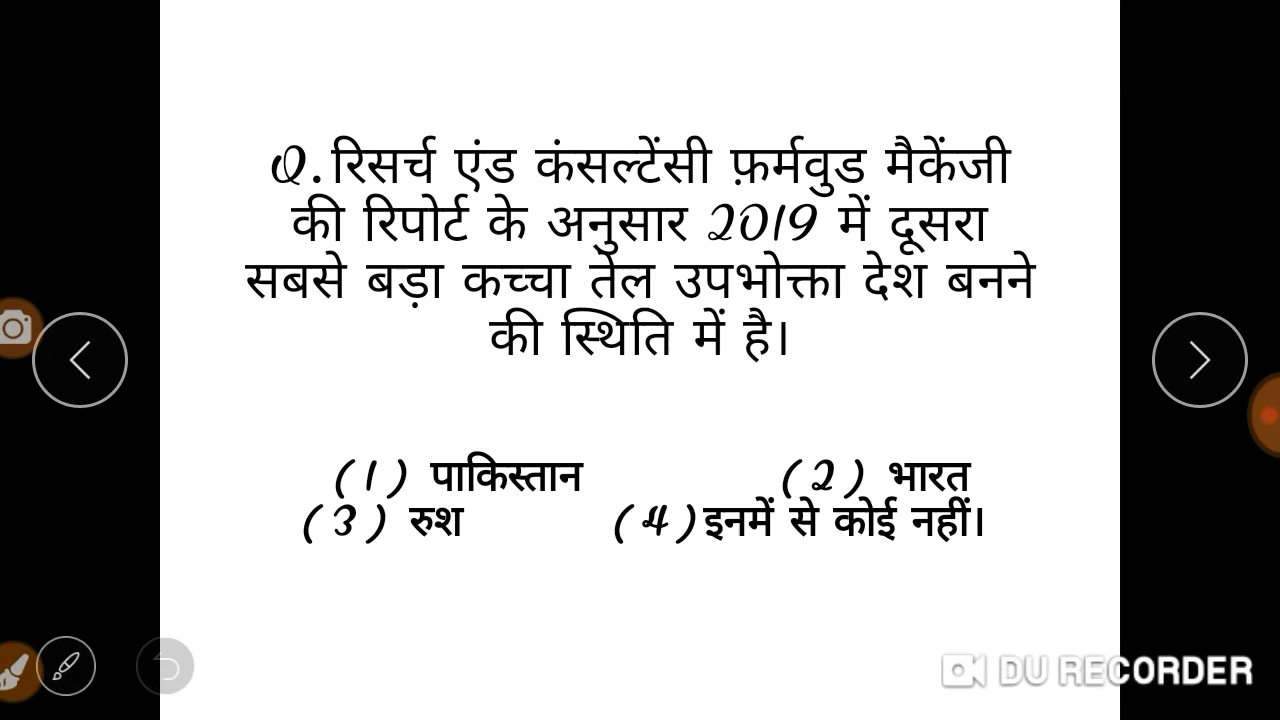 Q.रिसर्च एंड कंसल्टेंसी फ़र्मवुड मैकेंजी
की रिपोर्ट के अनुसार 2019 में दूसरा
सबसे बड़ा कच्चा तेल उपभोक्ता देश बनने
की स्थिति में है।
(1) पाकिस्तान (2) भारत
(3) रुश (4)इनमें से कोई नहीं।
DU RECORDER